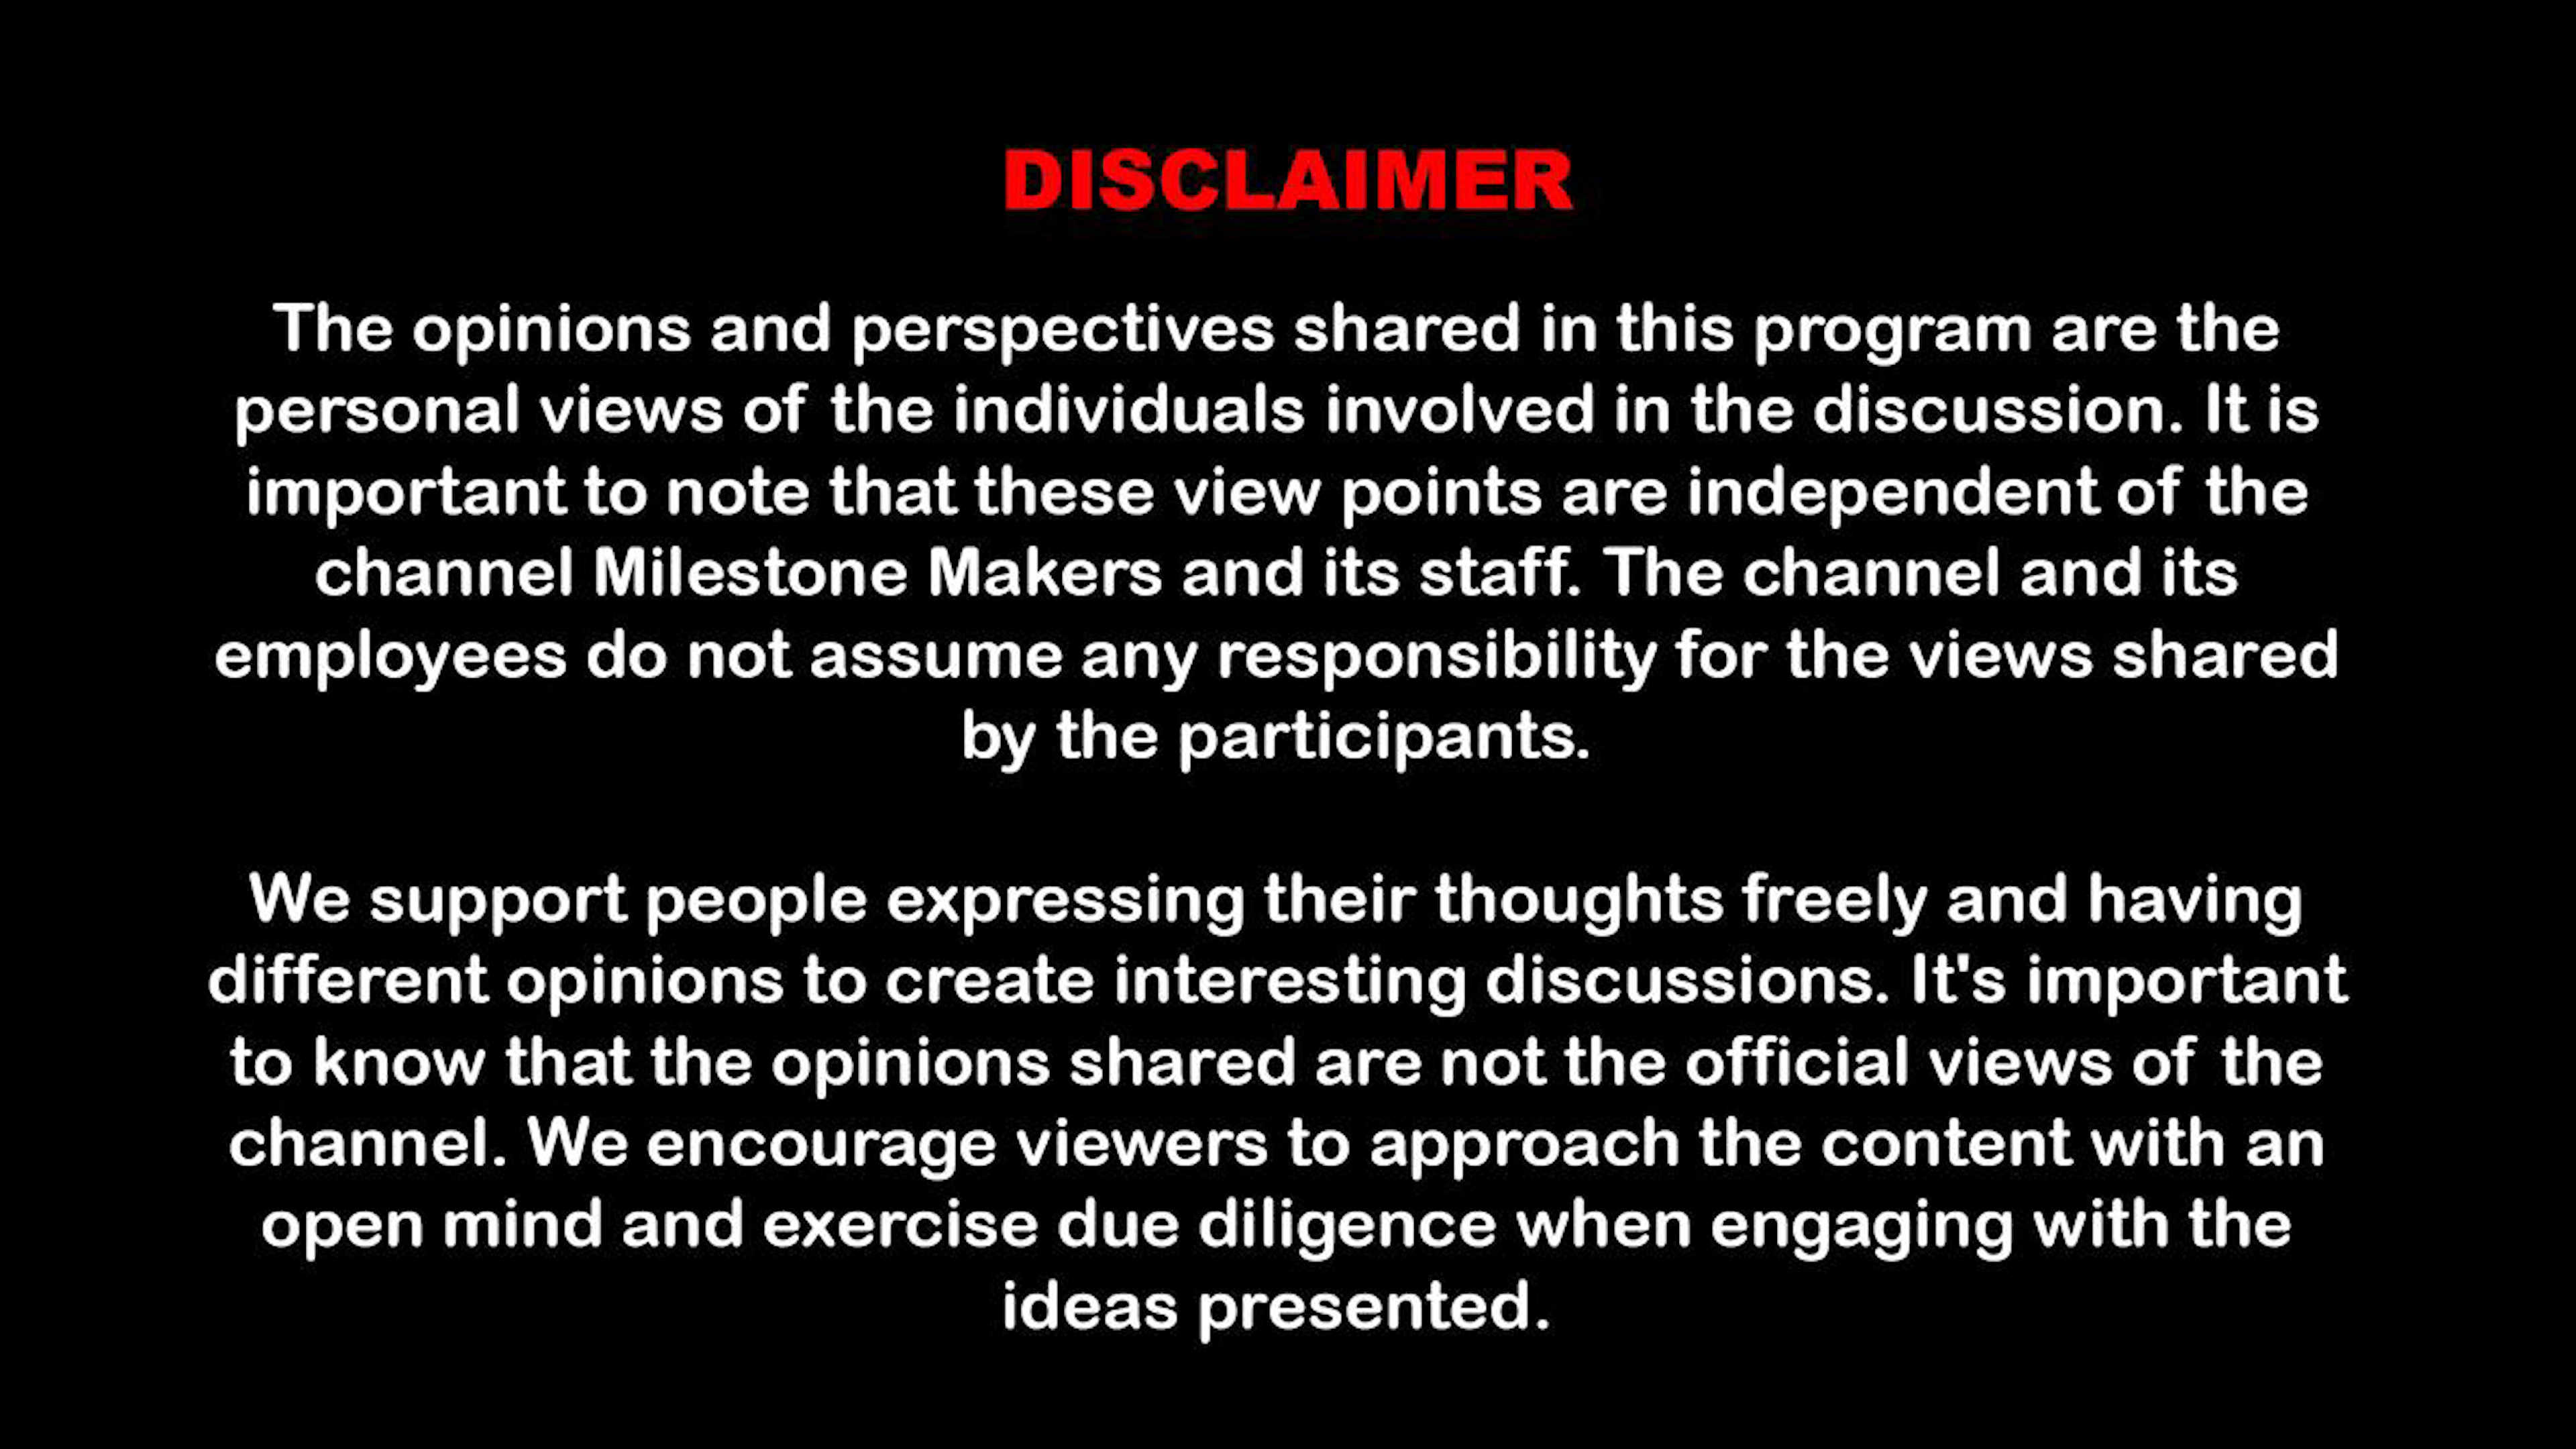 DISCLAIMER
The opinions and perspectives shared in this program are the
personal views of the individuals involved in the discussion. It is
important to note that these view points are independent of the
channel Milestone Makers and its staff. The channel and its
employees do not assume any responsibility for the views shared
by the participants.
We support people expressing their thoughts freely and having
different opinions to create interesting discussions. It's important
to know that the opinions shared are not the official views of the
channel. We encourage viewers to approach the content with an
open mind and exercise due diligence when engaging with the
ideas presented.